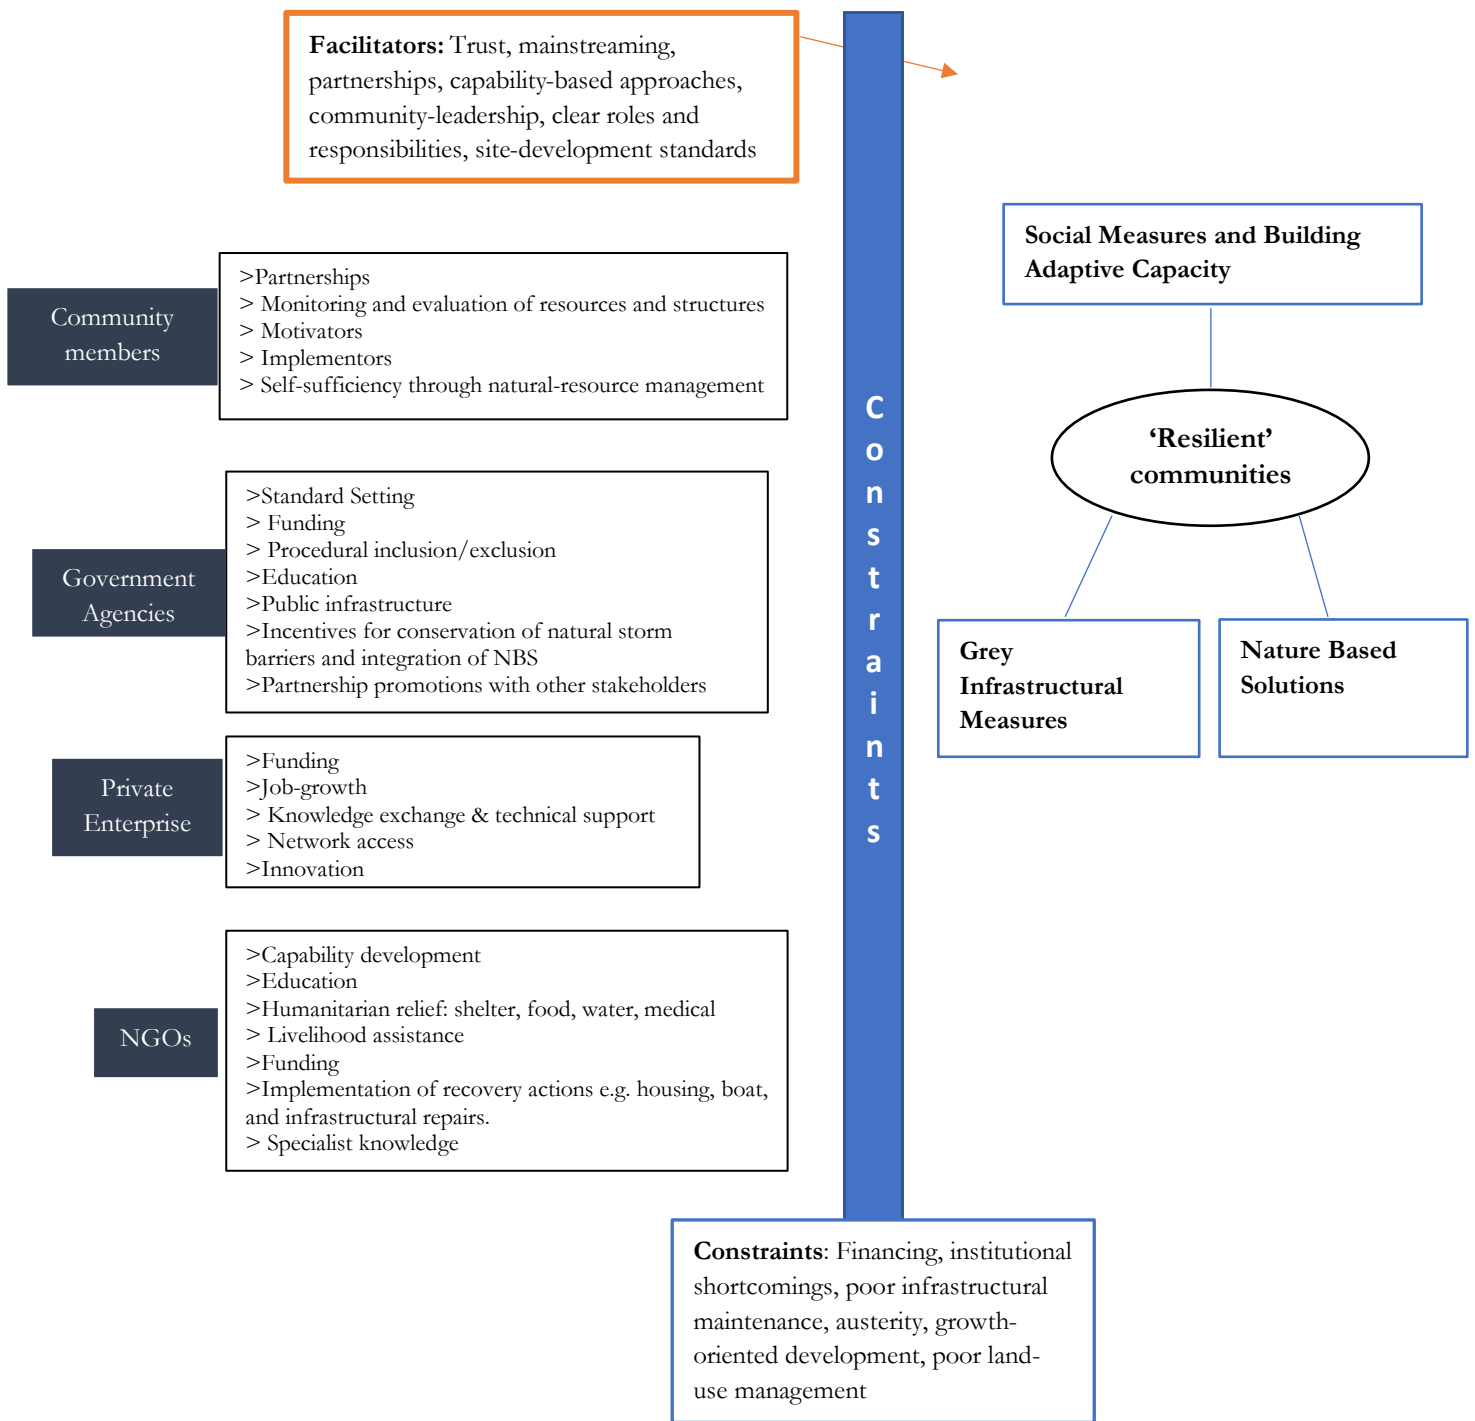 Facilitators: Trust, mainstreaming,
partnerships, capability-based approaches,
community-leadership, clear roles and
responsibilities, site-development standards
Community
members
>Partnerships
> Monitoring and evaluation of resources and structures
> Motivators
> Implementors
> Self-sufficiency through natural-resource management
Government
Agencies
>Standard Setting
> Funding
> Procedural inclusion/exclusion
>Education
>Public infrastructure
>Incentives for conservation of natural storm
barriers and integration of NBS
>Partnership promotions with other stakeholders
Private
Enterprise
>Funding
>Job-growth
> Knowledge exchange & technical support
> Network access
>Innovation
NGOs
>Capability development
>Education
>Humanitarian relief: shelter, food, water, medical
> Livelihood assistance
>Funding
>Implementation of recovery actions e.g. housing, boat,
and infrastructural repairs.
> Specialist knowledge
Constraints
Constraints: Financing, institutional
shortcomings, poor infrastructural
maintenance, austerity, growth-
oriented development, poor land-
use management
Social Measures and Building
Adaptive Capacity
‘Resilient’
communities
Grey
Infrastructural
Measures
Nature Based
Solutions